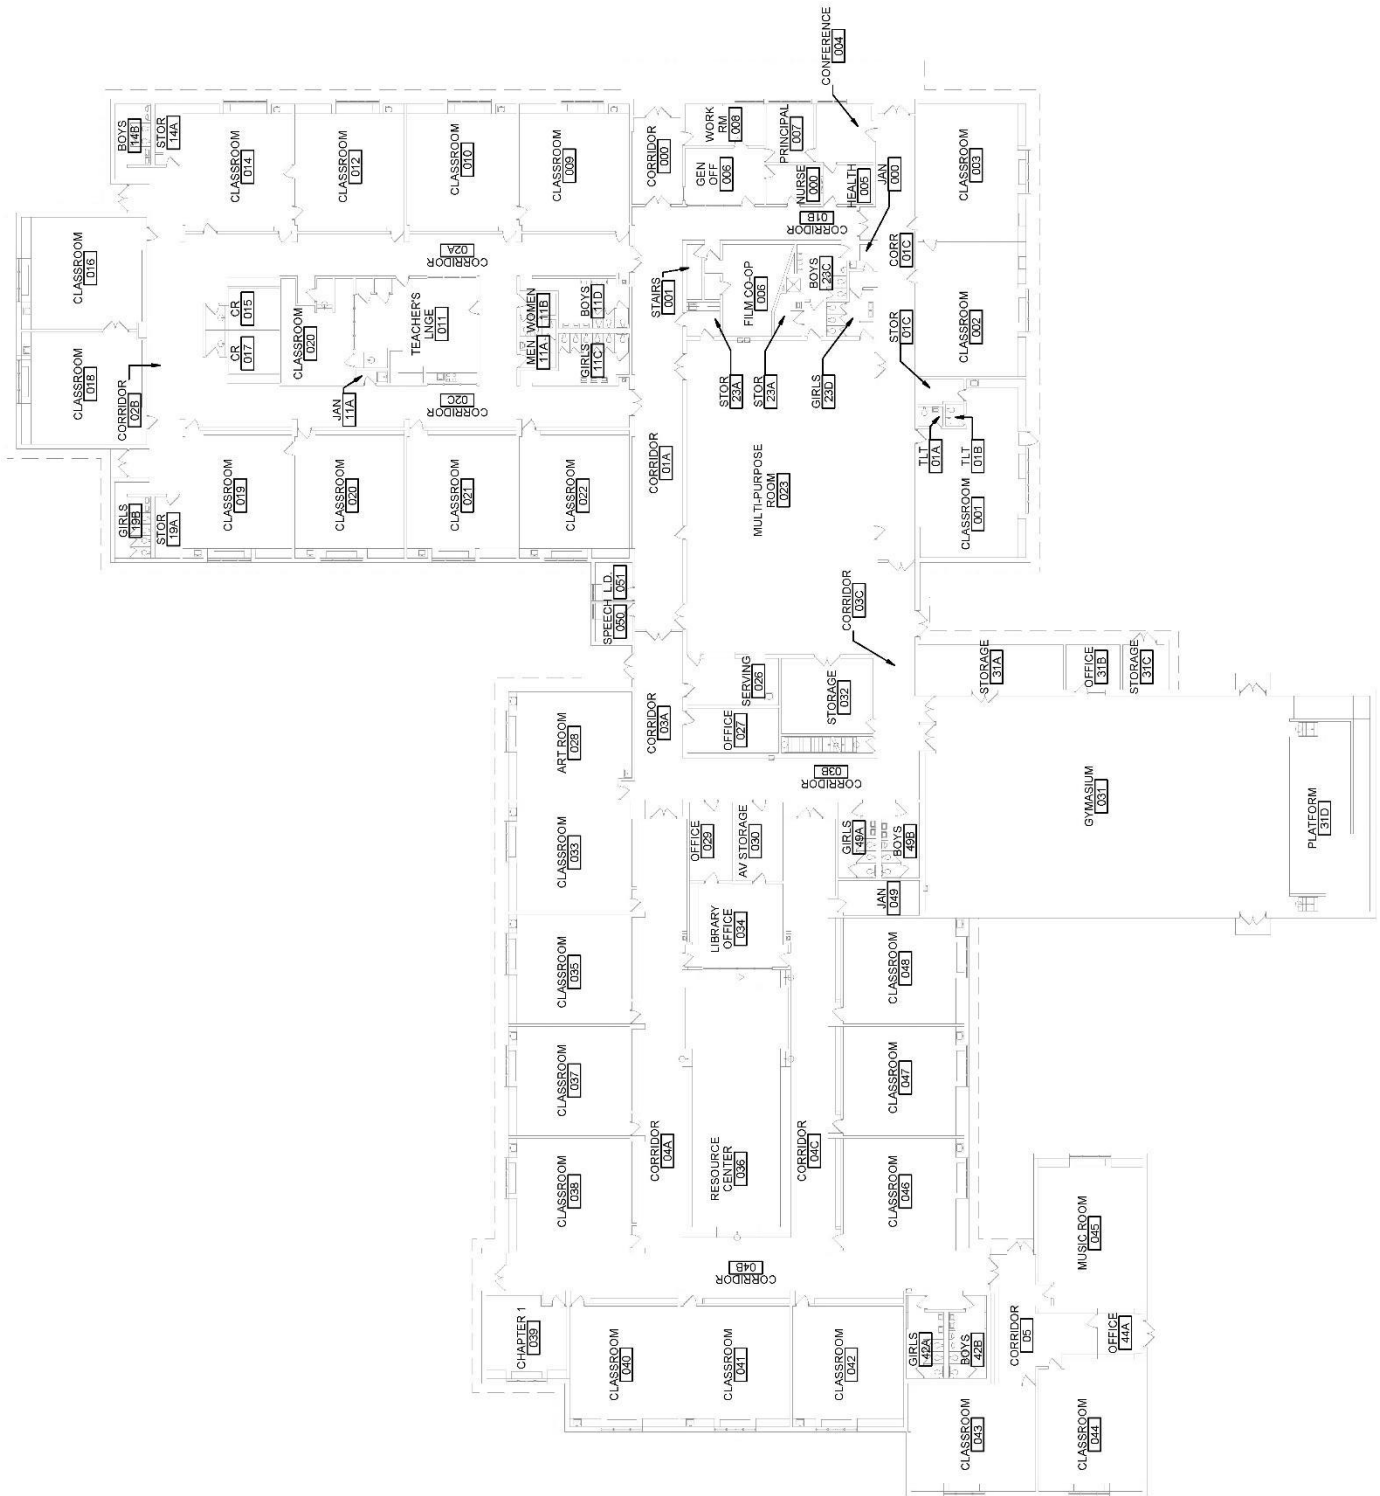 CONFERENCE
004
BOYS
14B
STOR
14A
CLASSROOM
014
CLASSROOM
012
CLASSROOM
010
CLASSROOM
009
CORRIDOR
000
WORK
RM
008
PRINCIPAL
007
GEN
OFF
006
NURSE
000
HEALTH
005
JAN
000
CLASSROOM
003
CLASSROOM
016
CLASSROOM
018
CORRIDOR
02B
CORRIDOR
02A
CORRIDOR
01B
CORR
01C
CR
015
CR
017
CLASSROOM
020
JAN
11A
TEACHER'S
LNGE
011
WOMEN
11B
MEN
11A
BOYS
11D
GIRLS
11C
STAIRS
001
FILM CO-OP
006
BOYS
23C
STOR
23A
STOR
23A
GIRLS
23D
STOR
01C
CLASSROOM
002
CORRIDOR
02C
TLT
01A
TLT
01B
CLASSROOM
001
GIRLS
19B
STOR
19A
CLASSROOM
019
CLASSROOM
020
CLASSROOM
021
CLASSROOM
022
CORRIDOR
01A
MULTI-PURPOSE
ROOM
023
L.D.
051
SPEECH
050
CORRIDOR
03C
STORAGE
31A
OFFICE
31B
STORAGE
31C
SERVING
026
STORAGE
032
OFFICE
027
CORRIDOR
03A
ART ROOM
028
CORRIDOR
03B
GYMASIUM
031
PLATFORM
31D
CLASSROOM
033
OFFICE
029
AV STORAGE
030
GIRLS
49A
BOYS
49B
JAN
049
LIBRARY
OFFICE
034
CLASSROOM
035
CLASSROOM
048
CLASSROOM
037
CLASSROOM
047
CORRIDOR
04A
RESOURCE
CENTER
036
CORRIDOR
04C
CLASSROOM
038
CLASSROOM
046
MUSIC ROOM
045
CORRIDOR
04B
CHAPTER 1
039
CLASSROOM
040
CLASSROOM
041
CLASSROOM
042
GIRLS
42A
BOYS
42B
CORRIDOR
05
OFFICE
44A
CLASSROOM
043
CLASSROOM
044